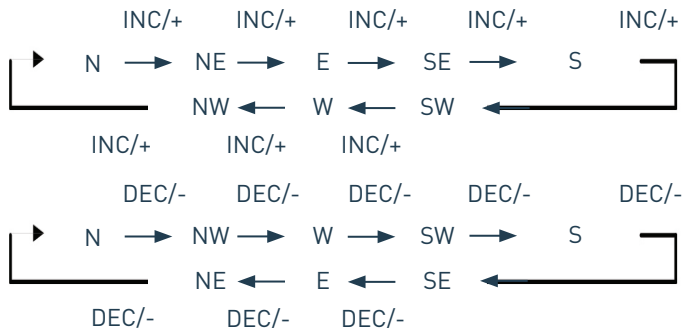 INC/+ INC/+ INC/+ INC/+ INC/+
N NE E SE S
NW W SW
INC/+ INC/+ INC/+
DEC/- DEC/- DEC/- DEC/- DEC/-
N NW W SW S
NE E SE
DEC/- DEC/- DEC/-